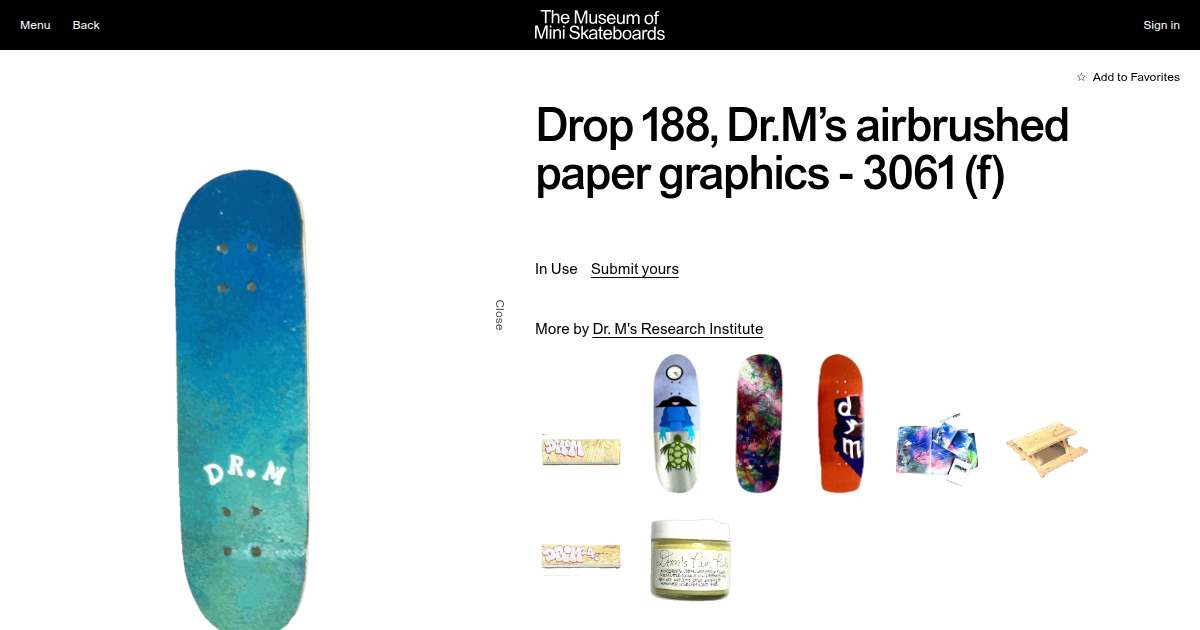 Menu
Back
The Museum of
Mini Skateboards
Sign in
☆ Add to Favorites
Drop 188, Dr.M’s airbrushed
paper graphics - 3061 (f)
DR.M
Close
In Use
Submit yours
More by Dr. M's Research Institute
drm